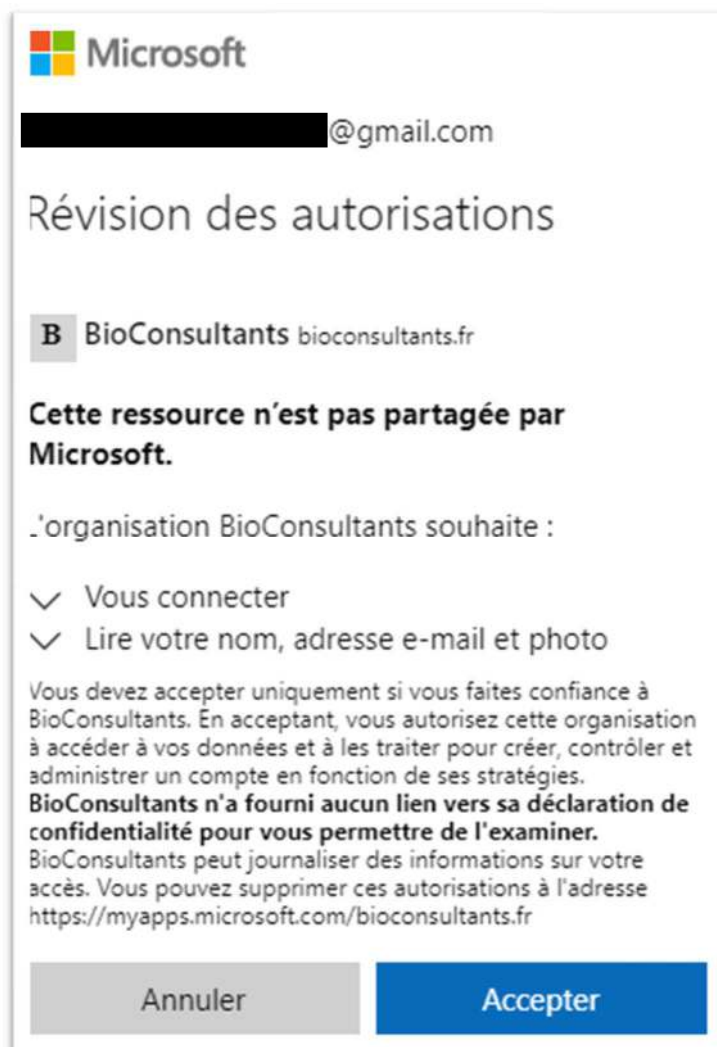 Microsoft
@gmail.com
Révision des autorisations
B BioConsultants bioconsultants.fr
Cette ressource n'est pas partagée par
Microsoft.
L'organisation BioConsultants souhaite :
Vous connecter
Lire votre nom, adresse e-mail et photo
Vous devez accepter uniquement si vous faites confiance à
BioConsultants. En acceptant, vous autorisez cette organisation
à accéder à vos données et à les traiter pour créer, contrôler et
administrer un compte en fonction de ses stratégies.
BioConsultants n'a fourni aucun lien vers sa déclaration de
confidentialité pour vous permettre de l'examiner.
BioConsultants peut journaliser des informations sur votre
accès. Vous pouvez supprimer ces autorisations à l'adresse
https://myapps.microsoft.com/bioconsultants.fr
Annuler
Accepter